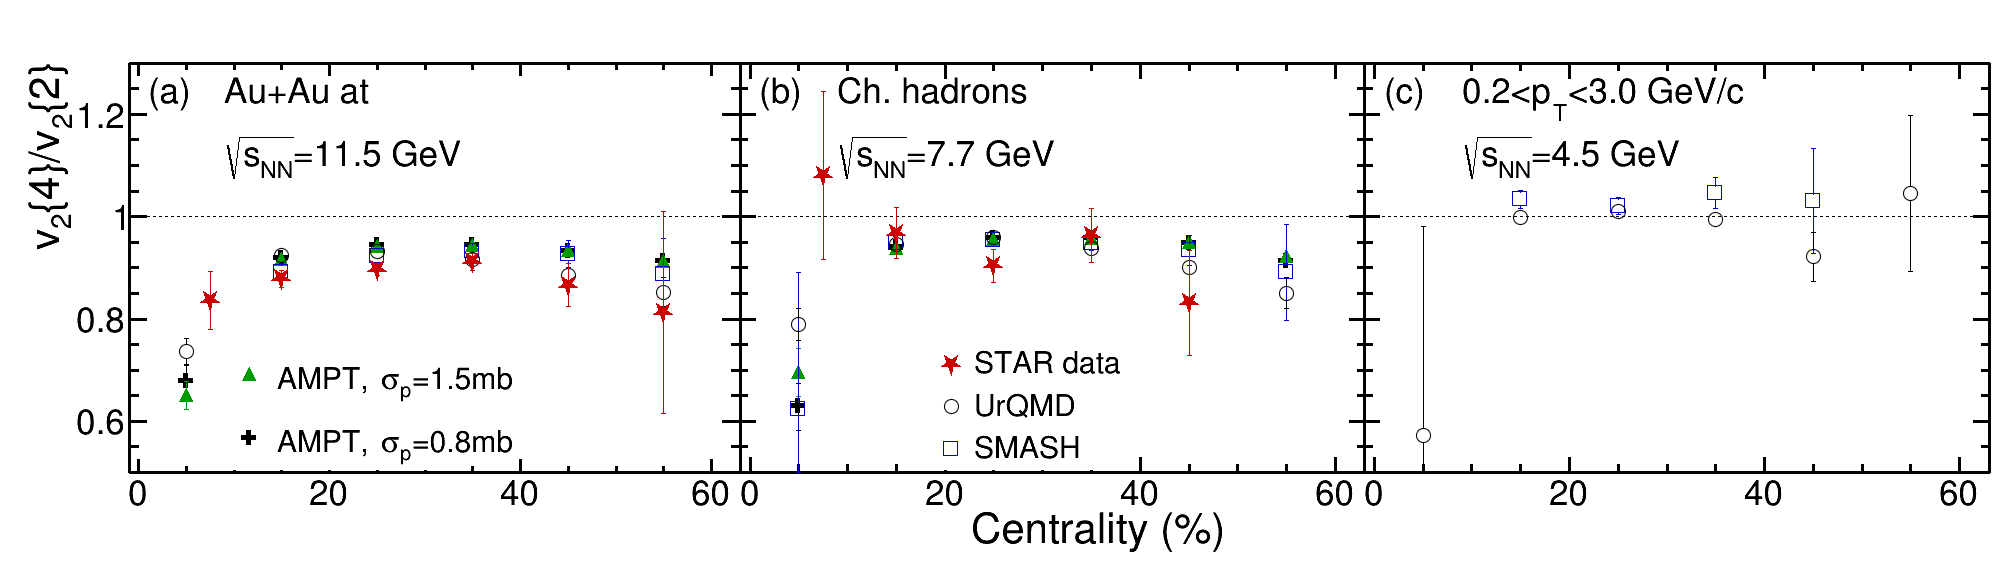 (a) Au+Au at
√sNN=11.5 GeV
(b) Ch. hadrons
√sNN=7.7 GeV
(c) 0.2<pT<3.0 GeV/c
√sNN=4.5 GeV
v2{4}/v2{2}
1.2
1
0.8
0.6
AMPT, σp=1.5mb
AMPT, σp=0.8mb
STAR data
UrQMD
SMASH
0 20 40 60 0 20 40 60 0 20 40 60
Centrality (%)